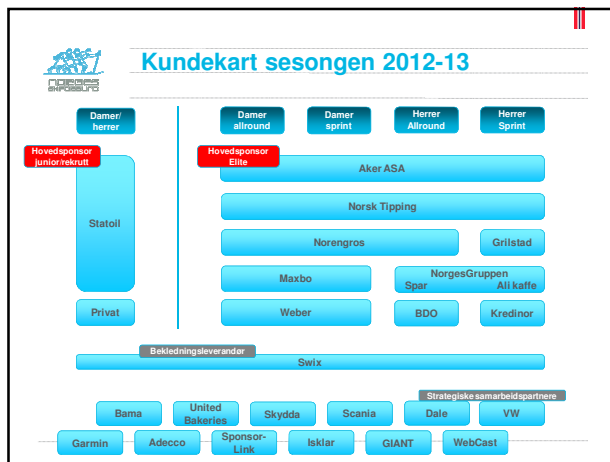 Kundekart sesongen 2012-13
NORGES
SKIFORBUND
Damer/
herrer
Damer
allround
Damer
sprint
Herrer
Allround
Herrer
Sprint
Hovedsponsor
junior/rekrutt
Hovedsponsor
Elite
Aker ASA
Statoil
Norsk Tipping
Norengros
Grilstad
Maxbo
NorgesGruppen
Spar Ali kaffe
Privat
Weber
BDO
Kredinor
Bekledningsleverandør
Swix
Strategiske samarbeidspartnere
Bama
United
Bakeries
Skydda
Scania
Dale
VW
Garmin
Adecco
Sponsor-
Link
Isklar
GIANT
WebCast